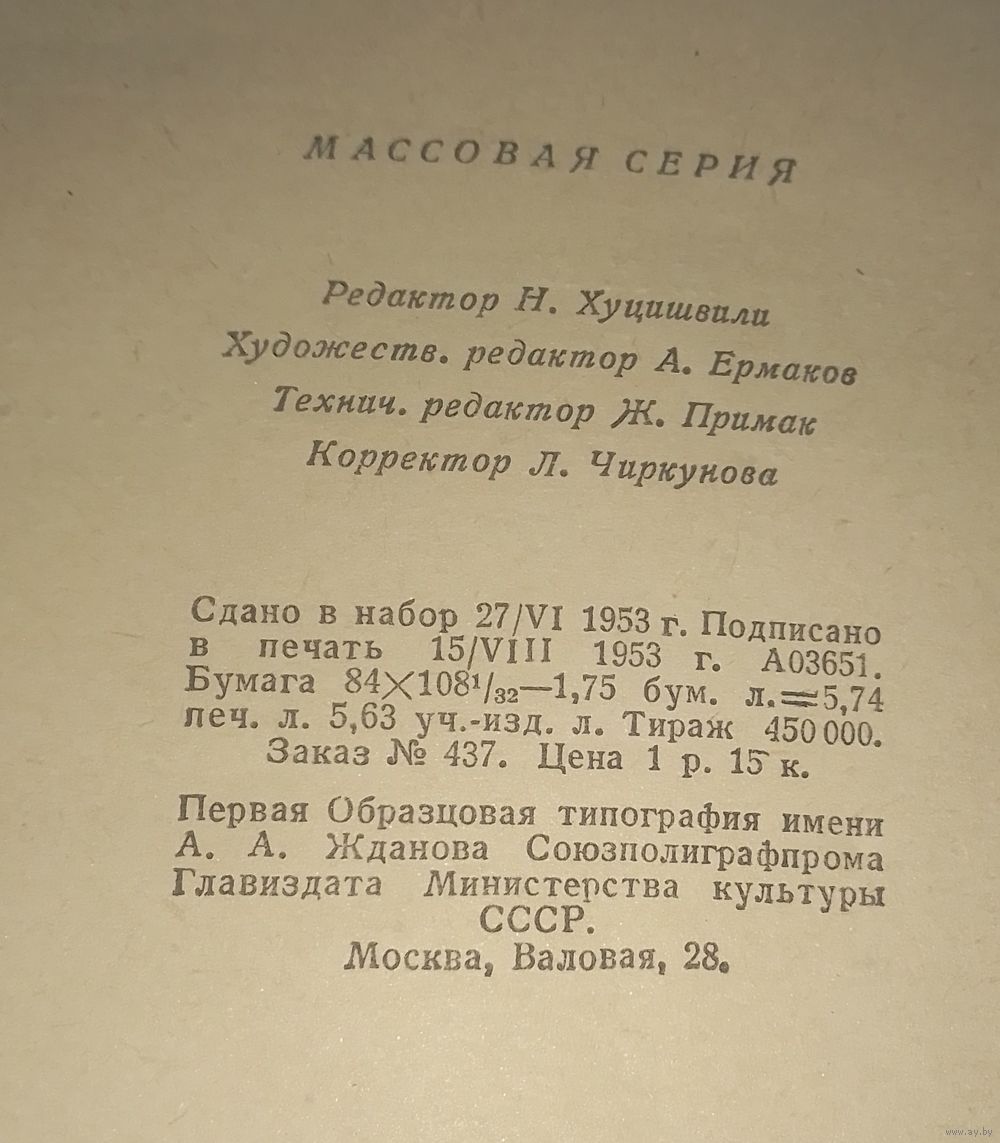 МАССОВАЯ СЕРИЯ
Редактор Н. Хуцишвили
Художеств. редактор А. Ермаков
Технич. редактор Ж. Примак
Корректор Л. Чиркунова
Сдано в набор 27/VI 1953 г. Подписано
в печать 15/VIII 1953 г. А03651.
Бумага 84×108¹/₃₂—1,75 бум. л.=5,74
печ. л. 5,63 уч.-изд. л. Тираж 450 000.
Заказ № 437. Цена 1 р. 15 к.
Первая Образцовая типография имени
А. А. Жданова Союзполиграфпрома
Главиздата Министерства культуры
СССР.
Москва, Валовая, 28.
www.ay.by